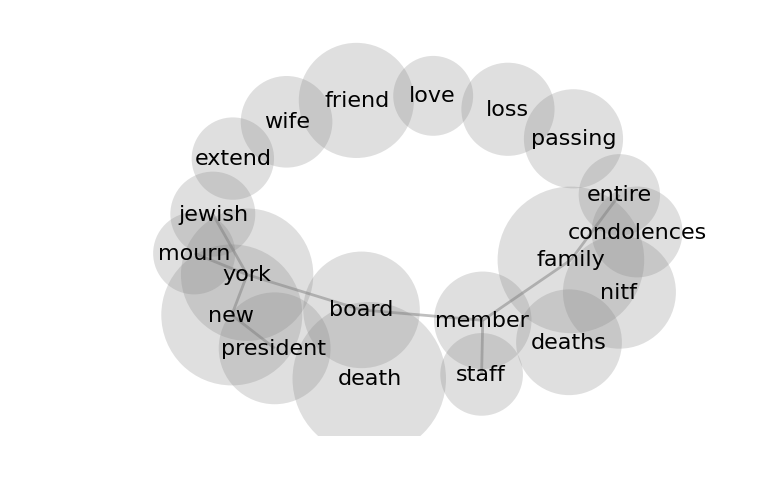 love
friend
loss
wife
passing
extend
entire
jewish
condolences
mourn
family
york
nitf
board
new
member
deaths
president
staff
death